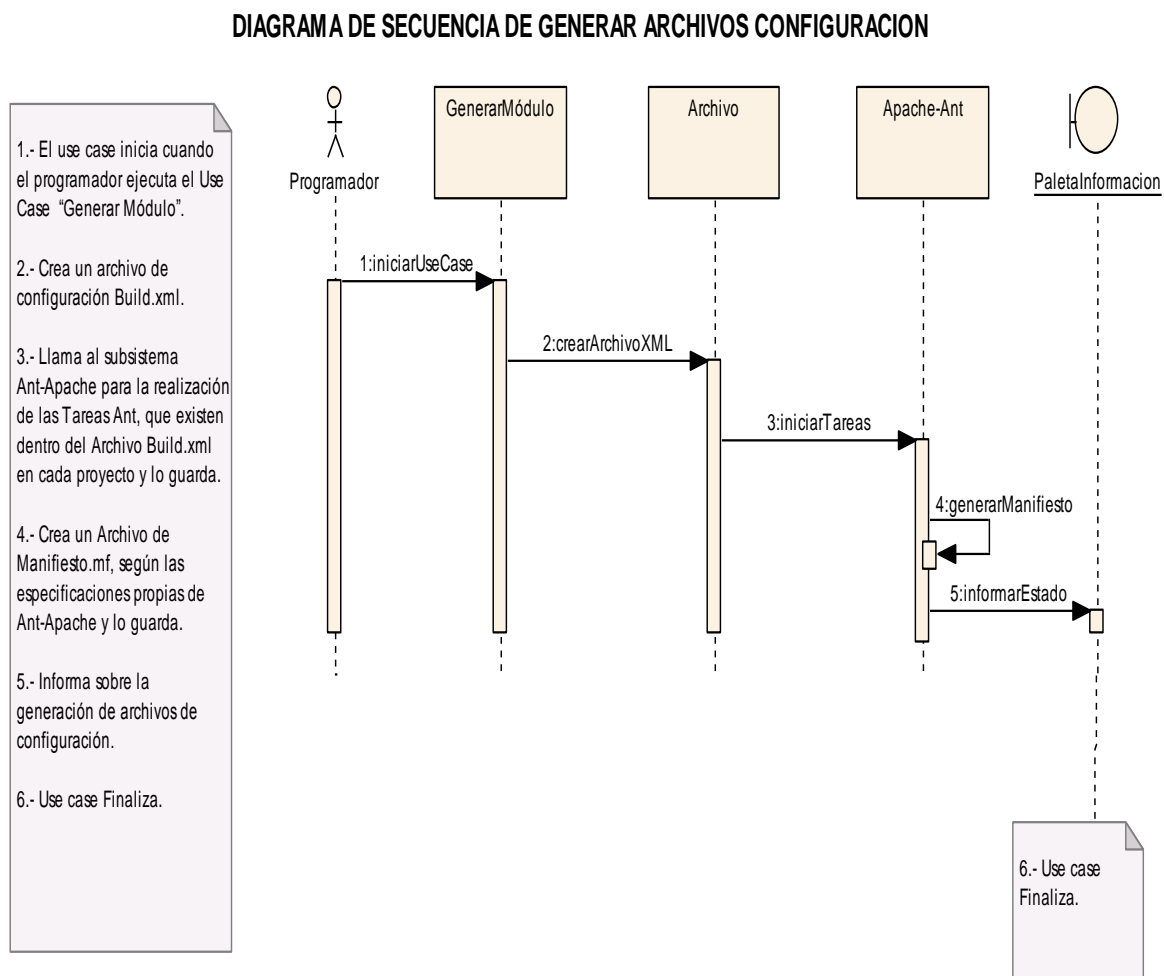 DIAGRAMA DE SECUENCIA DE GENERAR ARCHIVOS CONFIGURACION
1.- El use case inicia cuando
el programador ejecuta el Use
Case “Generar Módulo”.
2.- Crea un archivo de
configuración Build.xml.
3.- Llama al subsistema
Ant-Apache para la realización
de las Tareas Ant, que existen
dentro del Archivo Build.xml
en cada proyecto y lo guarda.
4.- Crea un Archivo de
Manifiesto.mf, según las
especificaciones propias de
Ant-Apache y lo guarda.
5.- Informa sobre la
generación de archivos de
configuración.
6.- Use case Finaliza.
Programador
GenerarMódulo
Archivo
Apache-Ant
PaletaInformacion
1:iniciarUseCase
2:crearArchivoXML
3:iniciarTareas
4:generarManifiesto
5:informarEstado
6.- Use case
Finaliza.